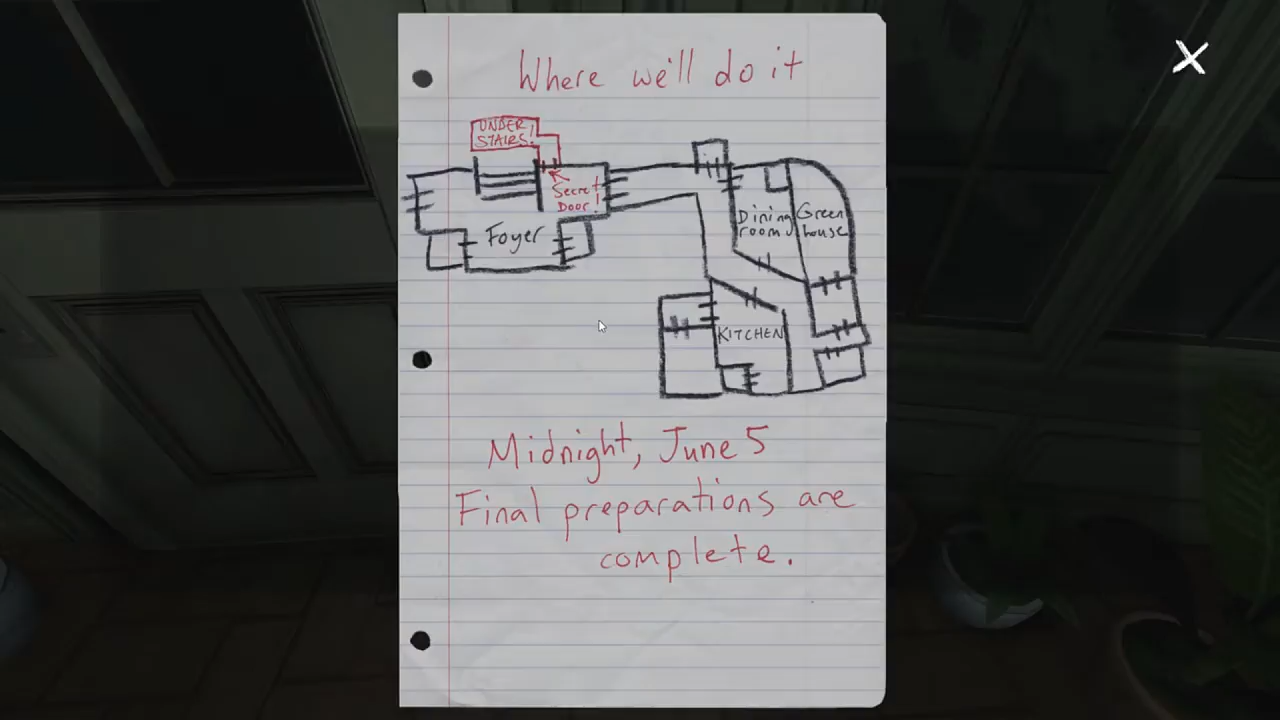 Where we'll do it
UNDER
STAIRS!
Secret
Door!
Foyer
Dining
room
Green
house
KITCHEN
Midnight, June 5
Final preparations are
complete.